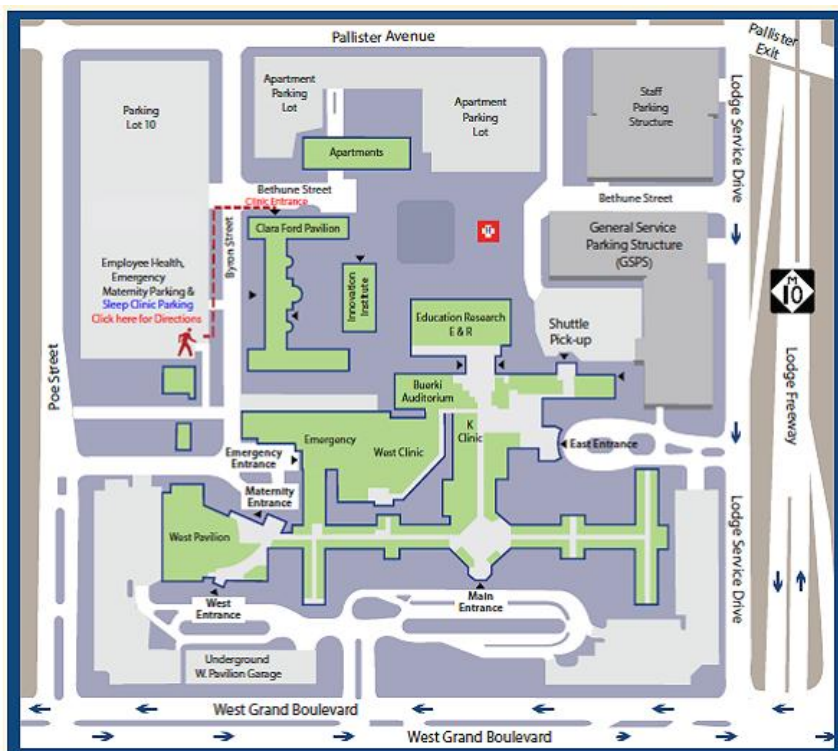 Pallister Avenue
Pallister
Exit
Parking
Lot 10
Apartment
Parking
Lot
Apartment
Parking
Lot
Staff
Parking
Structure
Lodge Service Drive
Apartments
Bethune Street
Clinic Entrance
Bethune Street
Clara Ford Pavilion
Byron Street
Innovation
Institute
General Service
Parking Structure
(GSPS)
M
10
Employee Health,
Emergency
Maternity Parking &
Sleep Clinic Parking
Click here for Directions
Education Research
E & R
Shuttle
Pick-up
Poe Street
Lodge Freeway
Buerki
Auditorium
K
Clinic
Emergency
West Clinic
East Entrance
Emergency
Entrance
Maternity
Entrance
West Pavilion
Lodge Service Drive
West
Entrance
Main
Entrance
Underground
W. Pavilion Garage
West Grand Boulevard
West Grand Boulevard